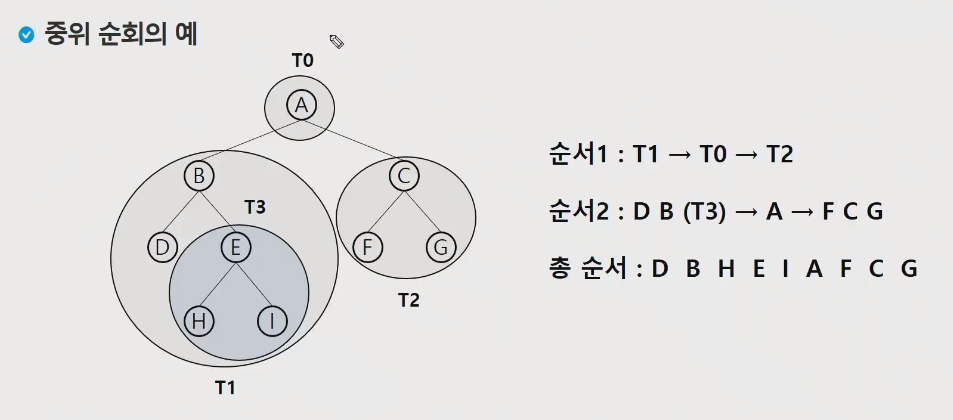 중위 순회의 예
T0
A
B
C
T3
D
E
F
G
H
I
T2
T1
순서1 : T1 → T0 → T2
순서2 : D B (T3) → A → F C G
총 순서 : D B H E I A F C G